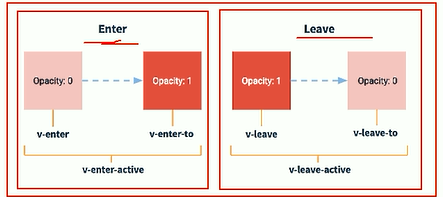 Enter
Opacity: 0
Opacity: 1
v-enter
v-enter-to
v-enter-active
Leave
Opacity: 1
Opacity: 0
v-leave
v-leave-to
v-leave-active